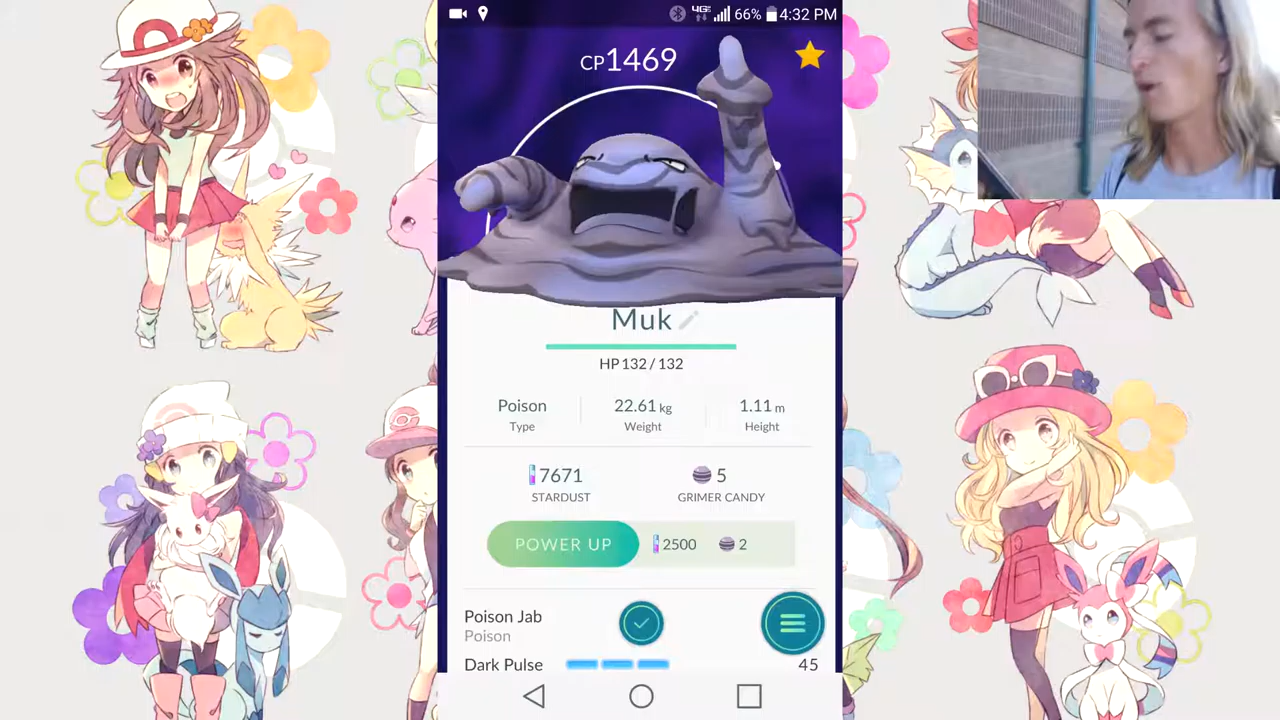 4GE 66% 4:32 PM
CP1469
Muk
HP 132 / 132
Poison 22.61 kg 1.11 m
Type Weight Height
7671 5
STARDUST GRIMER CANDY
POWER UP 2500 2
Poison Jab
Poison
Dark Pulse 45